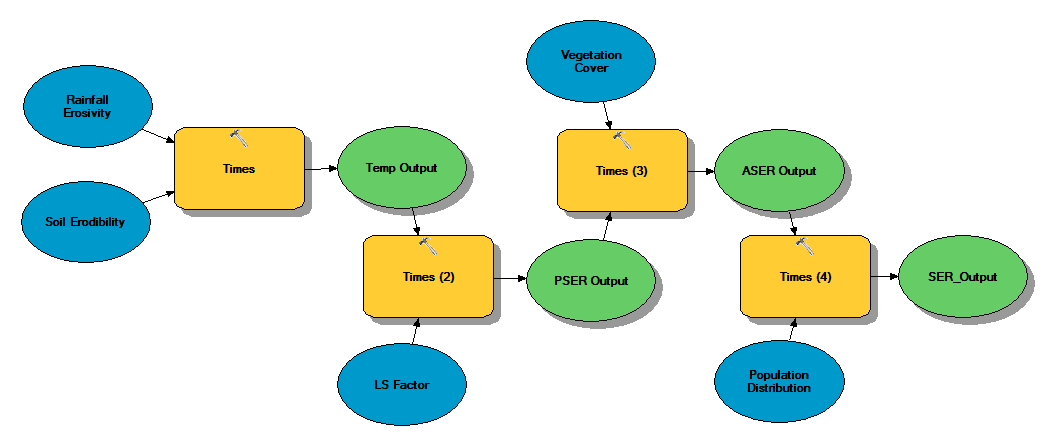 Rainfall
Erosivity
Soil Erodibility
Times
Temp Output
Times (2)
LS Factor
PSER Output
Vegetation
Cover
Times (3)
ASER Output
Times (4)
Population
Distribution
SER_Output